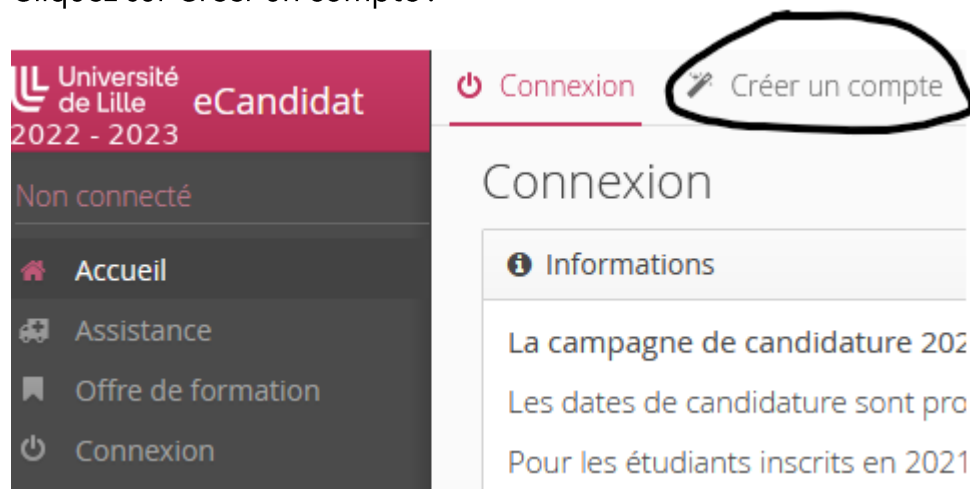 Université
de Lille eCandidat
2022 - 2023
Non connecté
Accueil
Assistance
Offre de formation
Connexion
Connexion Créer un compte
Connexion
Informations
La campagne de candidature 202
Les dates de candidature sont pro
Pour les étudiants inscrits en 2021